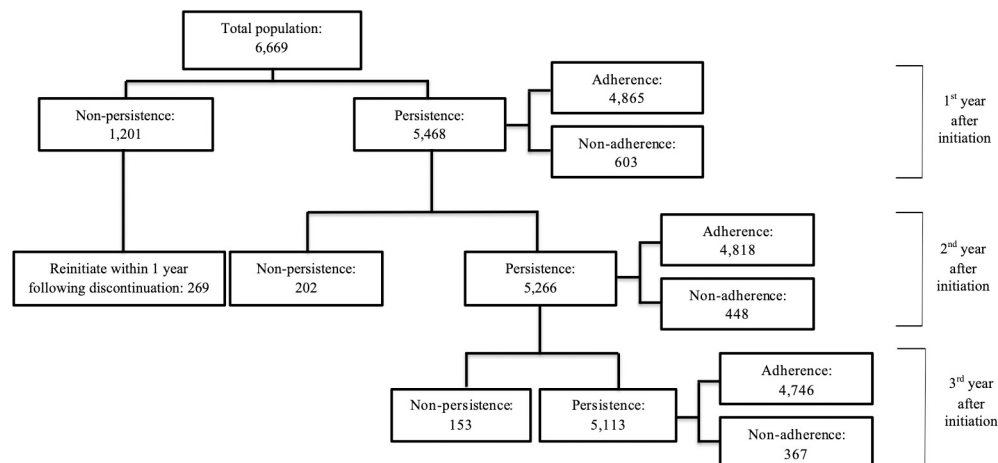 Total population:
6,669
Non-persistence:
1,201
Persistence:
5,468
Adherence:
4,865
Non-adherence:
603
1st year
after
initiation
Reinitiate within 1 year
following discontinuation: 269
Non-persistence:
202
Persistence:
5,266
Adherence:
4,818
Non-adherence:
448
2nd year
after
initiation
Non-persistence:
153
Persistence:
5,113
Adherence:
4,746
Non-adherence:
367
3rd year
after
initiation